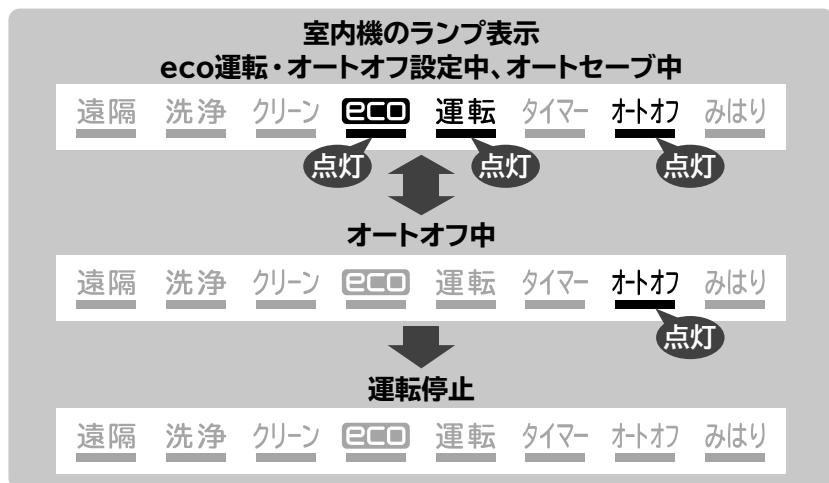 室内機のランプ表示
eco運転・オートオフ設定中、オートセーブ中
遠隔 洗浄 クリーン eco 運転 タイマー オートオフ みはり
点灯 点灯 点灯
オートオフ中
遠隔 洗浄 クリーン eco 運転 タイマー オートオフ みはり
点灯
運転停止
遠隔 洗浄 クリーン eco 運転 タイマー オートオフ みはり